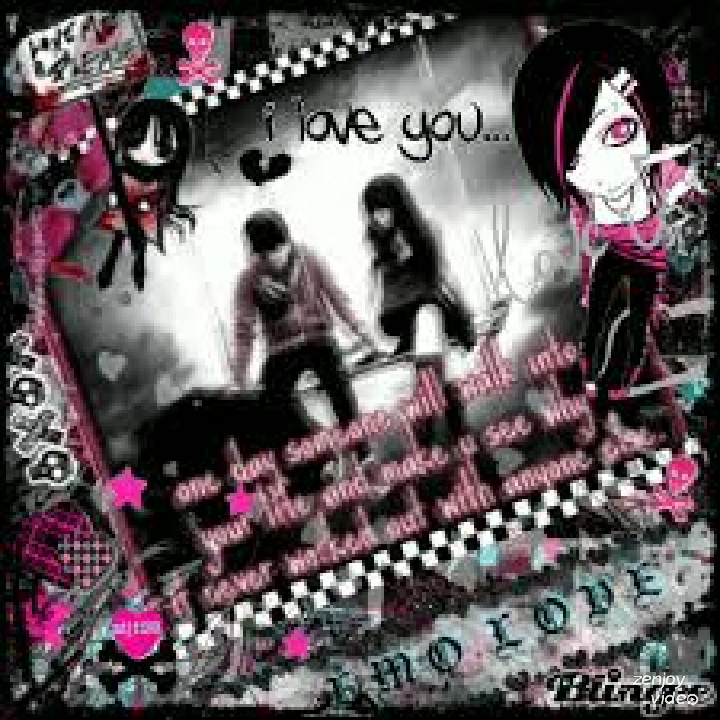 i love you...
one day someone will walk into
your life and make u see why
it never worked out with anyone else
EMO LOVE
Blingee
zenjoy
video